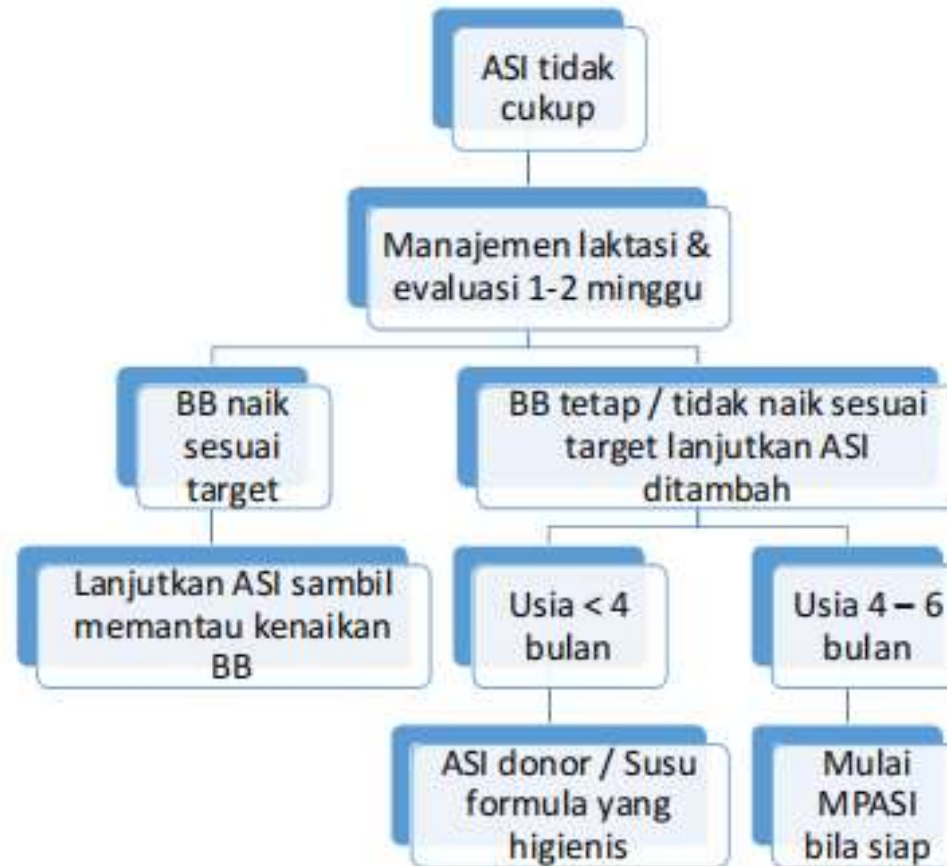 ASI tidak
cukup
Manajemen laktasi &
evaluasi 1-2 minggu
BB naik
sesuai
target
BB tetap / tidak naik sesuai
target lanjutkan ASI
ditambah
Lanjutkan ASI sambil
memantau kenaikan
BB
Usia < 4
bulan
Usia 4 – 6
bulan
ASI donor / Susu
formula yang
higienis
Mulai
MPASI
bila siap